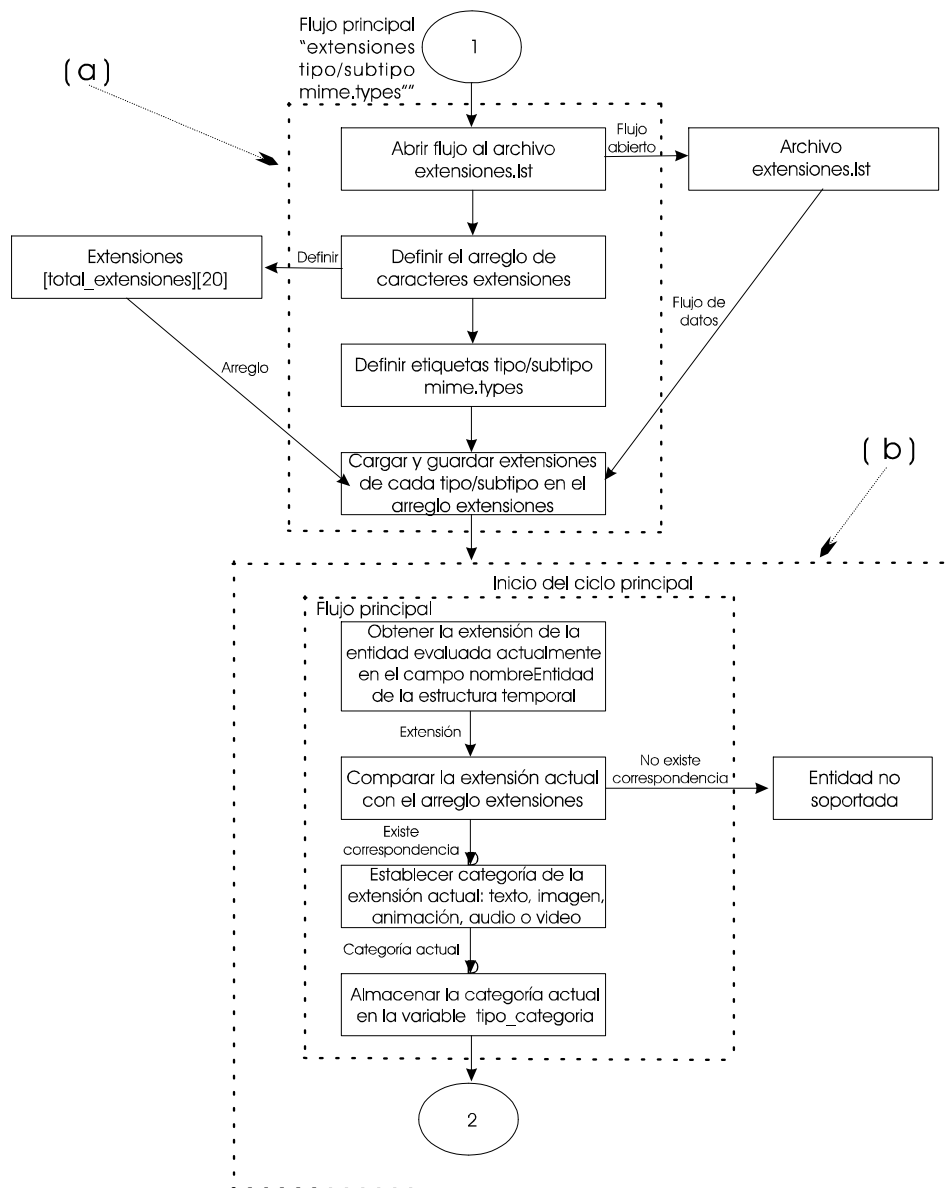 Flujo principal
“extensiones
tipo/subtipo
mime.types””
1
(a)
Abrir flujo al archivo
extensiones.lst
Flujo
abierto
Archivo
extensiones.lst
Extensiones
[total_extensiones][20]
Definir
Definir el arreglo de
caracteres extensiones
Flujo de
datos
Arreglo
Definir etiquetas tipo/subtipo
mime.types
Cargar y guardar extensiones
de cada tipo/subtipo en el
arreglo extensiones
(b)
Inicio del ciclo principal
Flujo principal
Obtener la extensión de la
entidad evaluada actualmente
en el campo nombreEntidad
de la estructura temporal
Extensión
Comparar la extensión actual
con el arreglo extensiones
No existe
correspondencia
Entidad no
soportada
Existe
correspondencia
Establecer categoría de la
extensión actual: texto, imagen,
animación, audio o video
Categoría actual
Almacenar la categoría actual
en la variable tipo_categoria
2